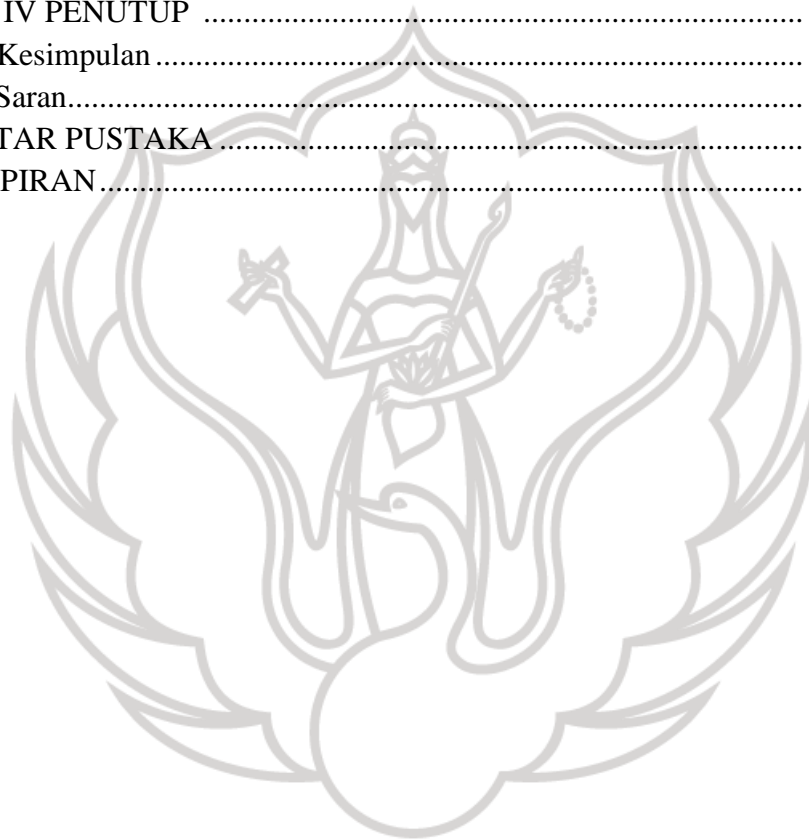 IV PENUTUP ................................................................................
Kesimpulan ......................................................................................
Saran..................................................................................................
TAR PUSTAKA ..............................................................................
PIRAN..............................................................................................